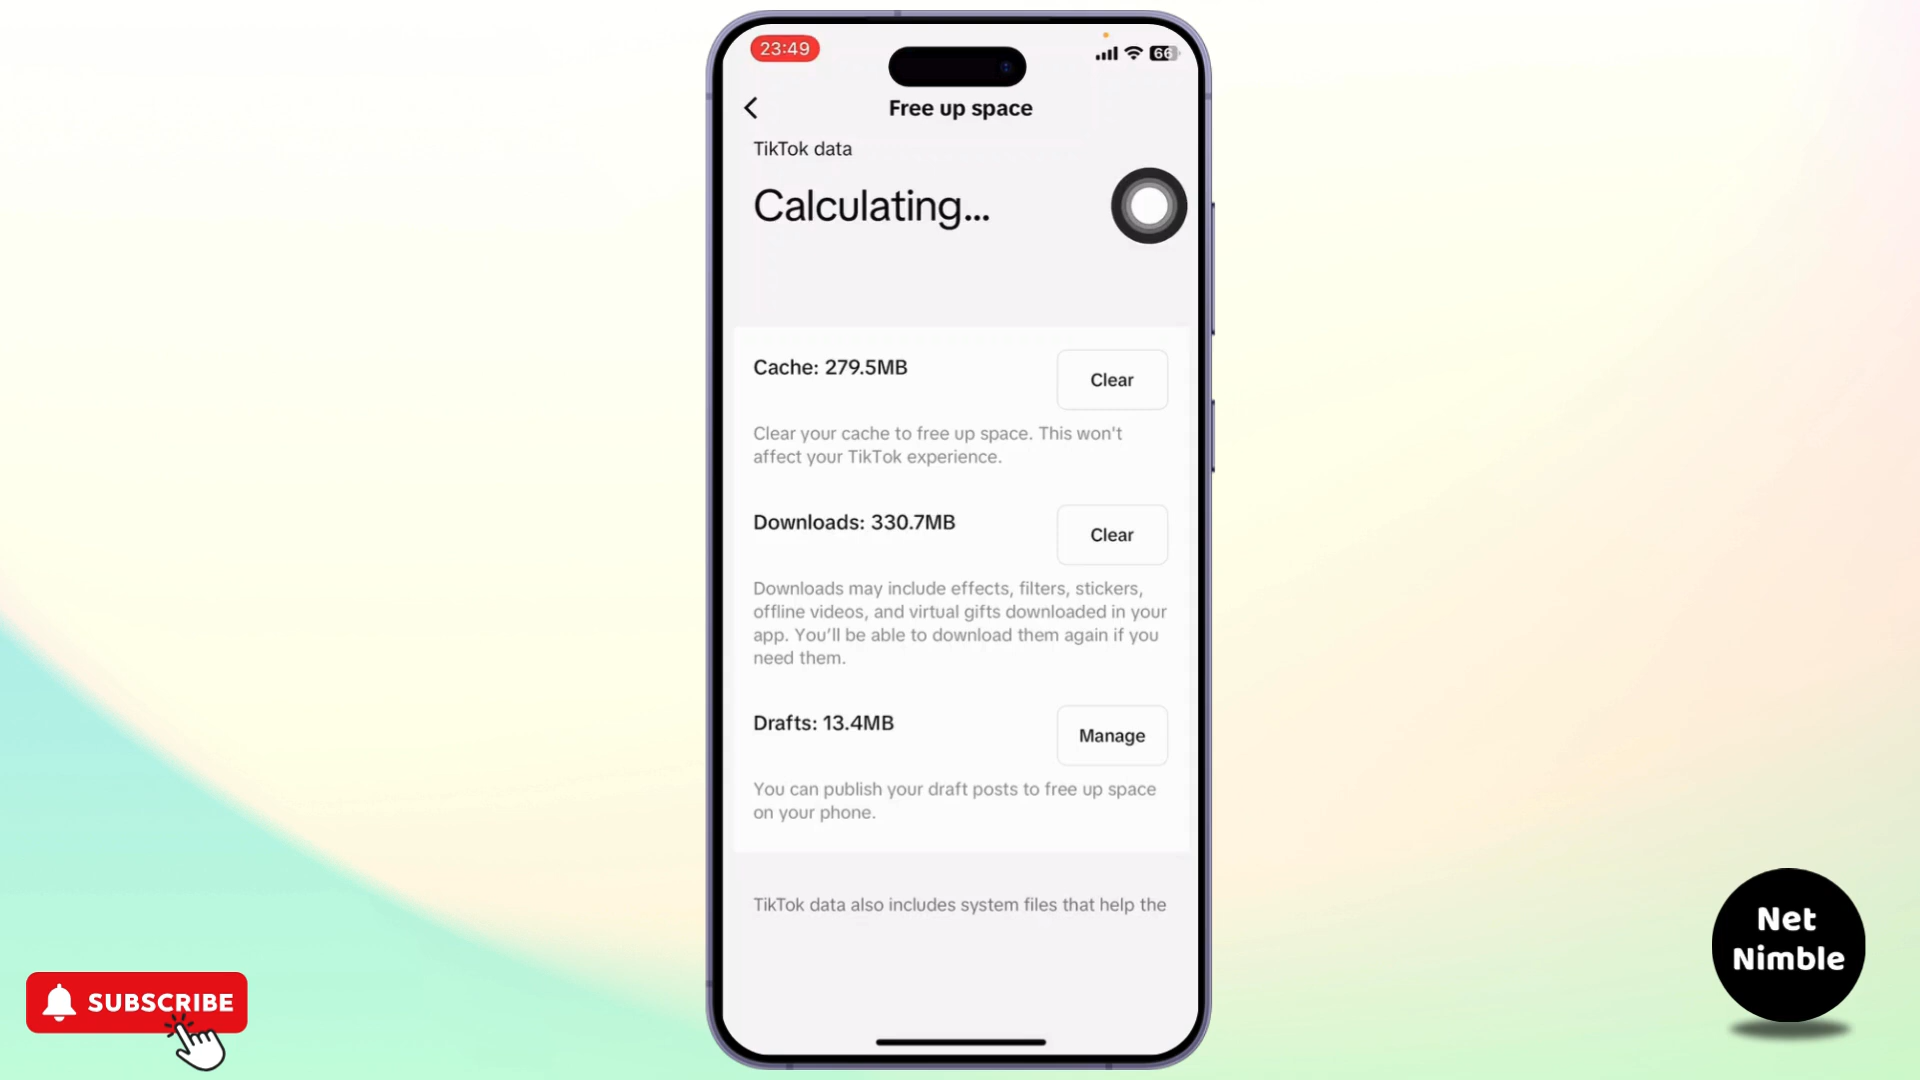 23:49
66
Free up space
TikTok data
Calculating...
Cache: 279.5MB
Clear
Clear your cache to free up space. This won't
affect your TikTok experience.
Downloads: 330.7MB
Clear
Downloads may include effects, filters, stickers,
offline videos, and virtual gifts downloaded in your
app. You’ll be able to download them again if you
need them.
Drafts: 13.4MB
Manage
You can publish your draft posts to free up space
on your phone.
TikTok data also includes system files that help the
SUBSCRIBE
Net
Nimble